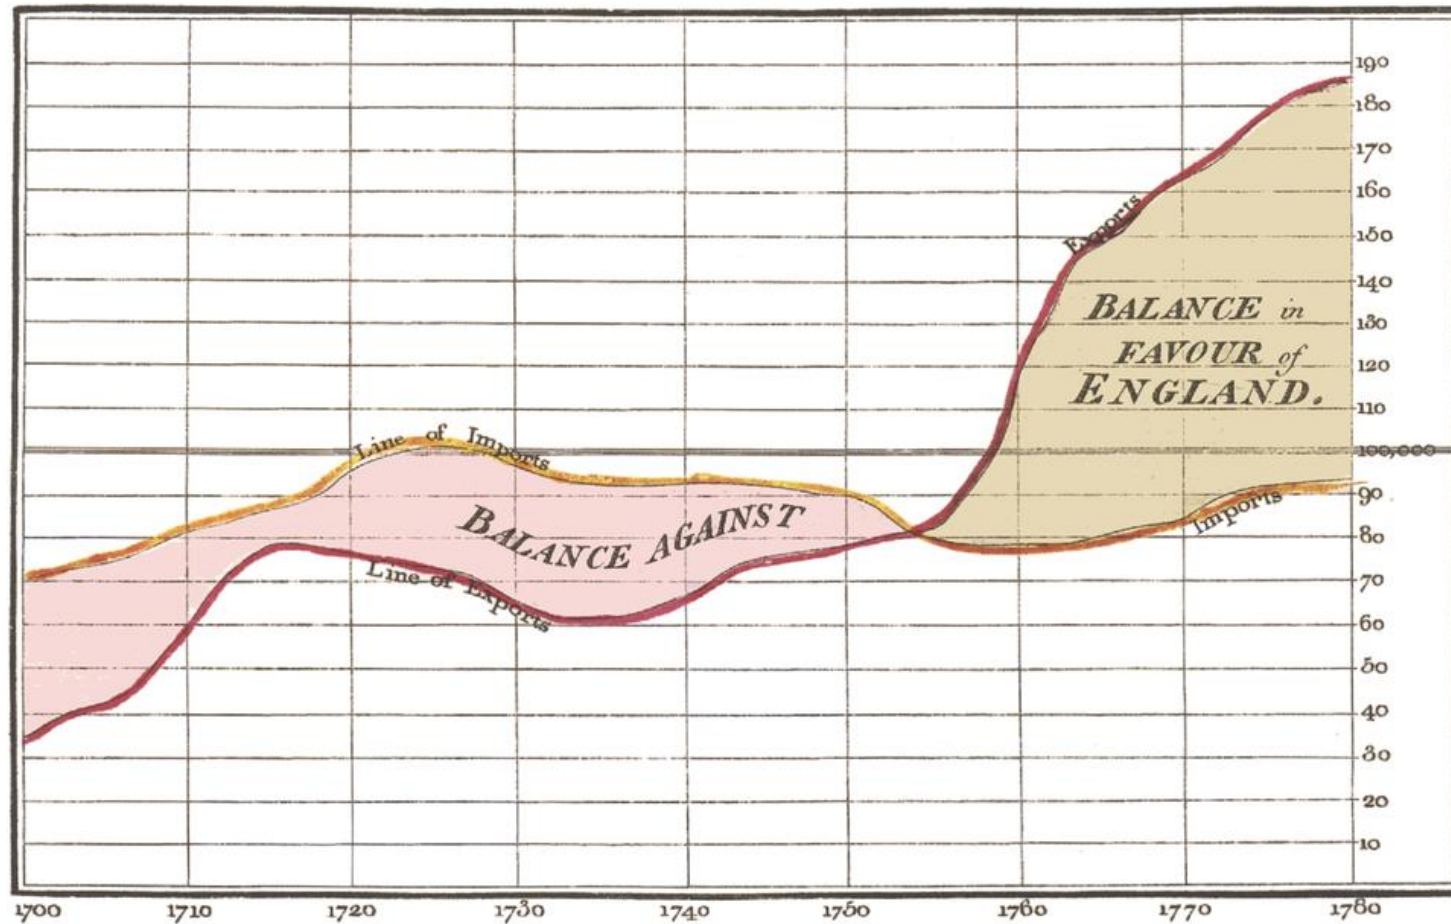 190
180
170
160
150
140
130
120
110
100,000
90
80
70
60
50
40
30
20
10
Exports
BALANCE in
FAVOUR of
ENGLAND.
Line of Imports
BALANCE AGAINST
Imports
Line of Exports
1700 1710 1720 1730 1740 1750 1760 1770 1780